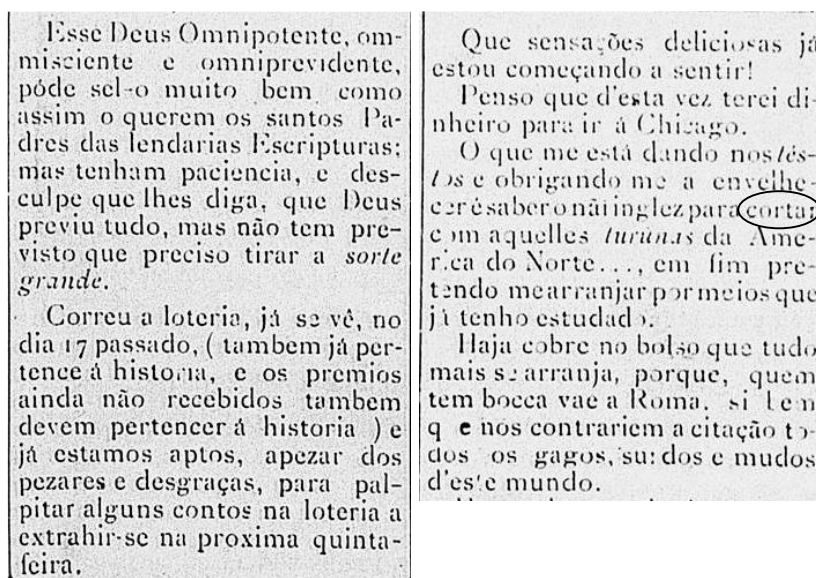 Esse Deus Omnipotente, om-
misciente e omniprevidente,
póde sel-o muito bem como
assim o querem os santos Pa-
dres das lendarias Escripturas;
mas tenham paciencia, e des-
culpe que lhes diga, que Deus
previu tudo, mas não tem pre-
visto que preciso tirar a sorte
grande.
Correu a loteria, já se vê, no
dia 17 passado, ( tambem já per-
tence á historia, e os premios
ainda não recebidos tambem
devem pertencer á historia ) e
já estamos aptos, apezar dos
pezares e desgraças, para pal-
pitar alguns contos na loteria a
extrahir-se na proxima quinta-
feira.
Que sensações deliciosas já
estou começando a sentir!
Penso que d'esta vez terei di-
nheiro para ir á Chicago.
O que me está dando nos tés-
tos e obrigando me a envelhe-
cer é saber o não inglez para cortar
com aquelles turúnas da Ame-
rica do Norte..., em fim pre-
tendo me arranjar por meios que
já tenho estudado.
Haja cobre no bolso que tudo
mais se arranja, porque, quem
tem bocca vae a Roma, si bem
q e nós contrariem a citação to-
dos os gagos, surdos e mudos
d'este mundo.